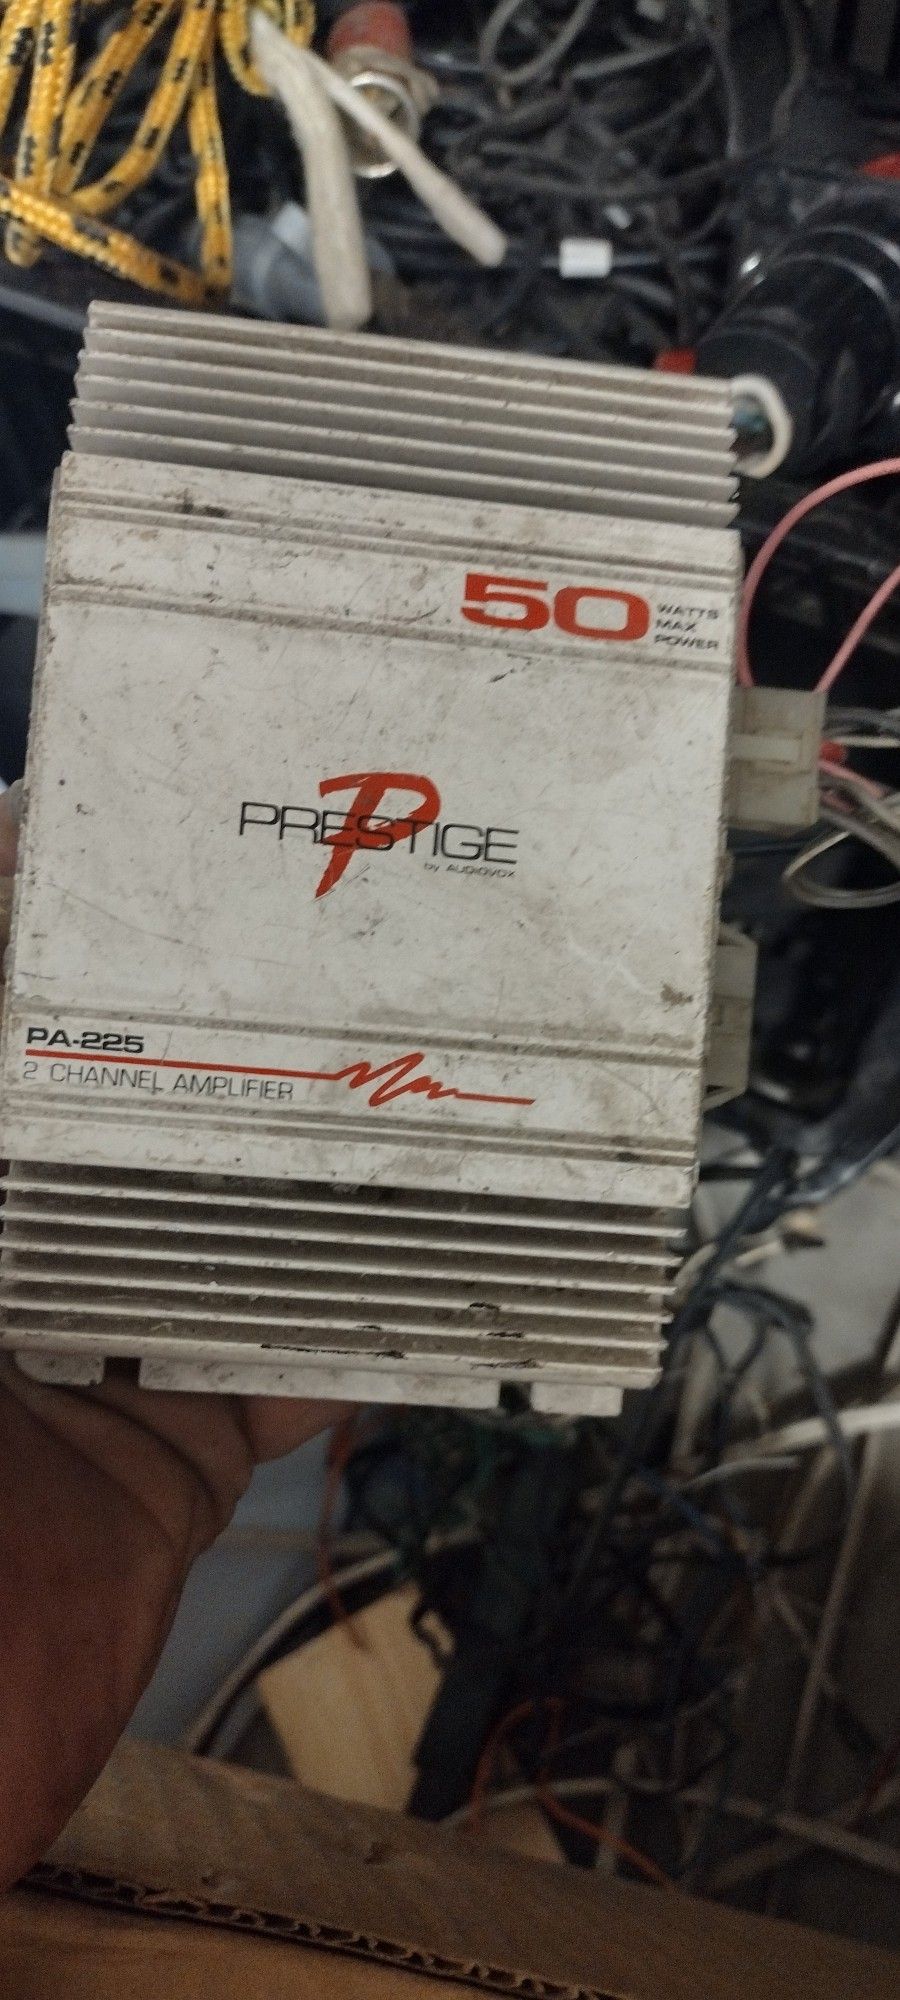 50 WATTS
MAX
POWER
PRESTIGE
by AUDIOVOX
PA-225
2 CHANNEL AMPLIFIER